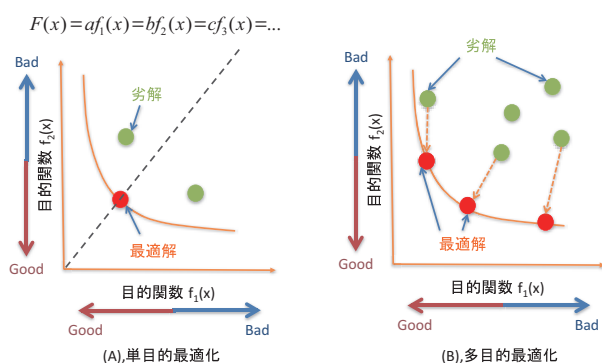 F(x)=af₁(x)=bf₂(x)=cf₃(x)=...
Bad
目的関数 f₂(x)
Good
劣解
最適解
目的関数 f₁(x)
Good
Bad
(A),単目的最適化
Bad
目的関数 f₂(x)
Good
劣解
最適解
目的関数 f₁(x)
Good
Bad
(B),多目的最適化